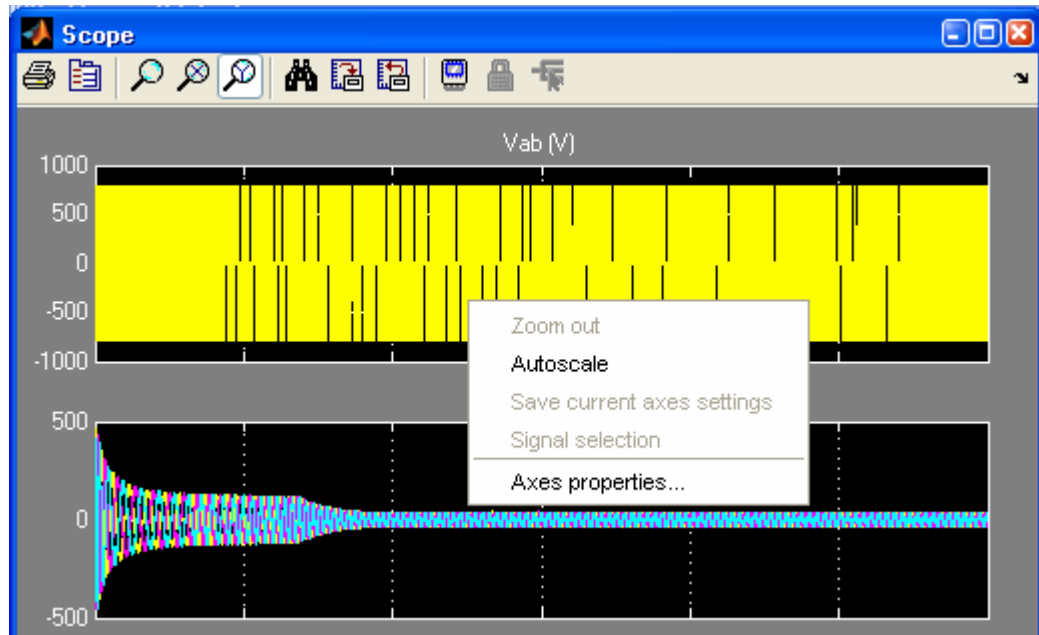 Scope
Vab (V)
1000
500
0
-500
-1000
Zoom out
Autoscale
Save current axes settings
Signal selection
Axes properties...
500
0
-500